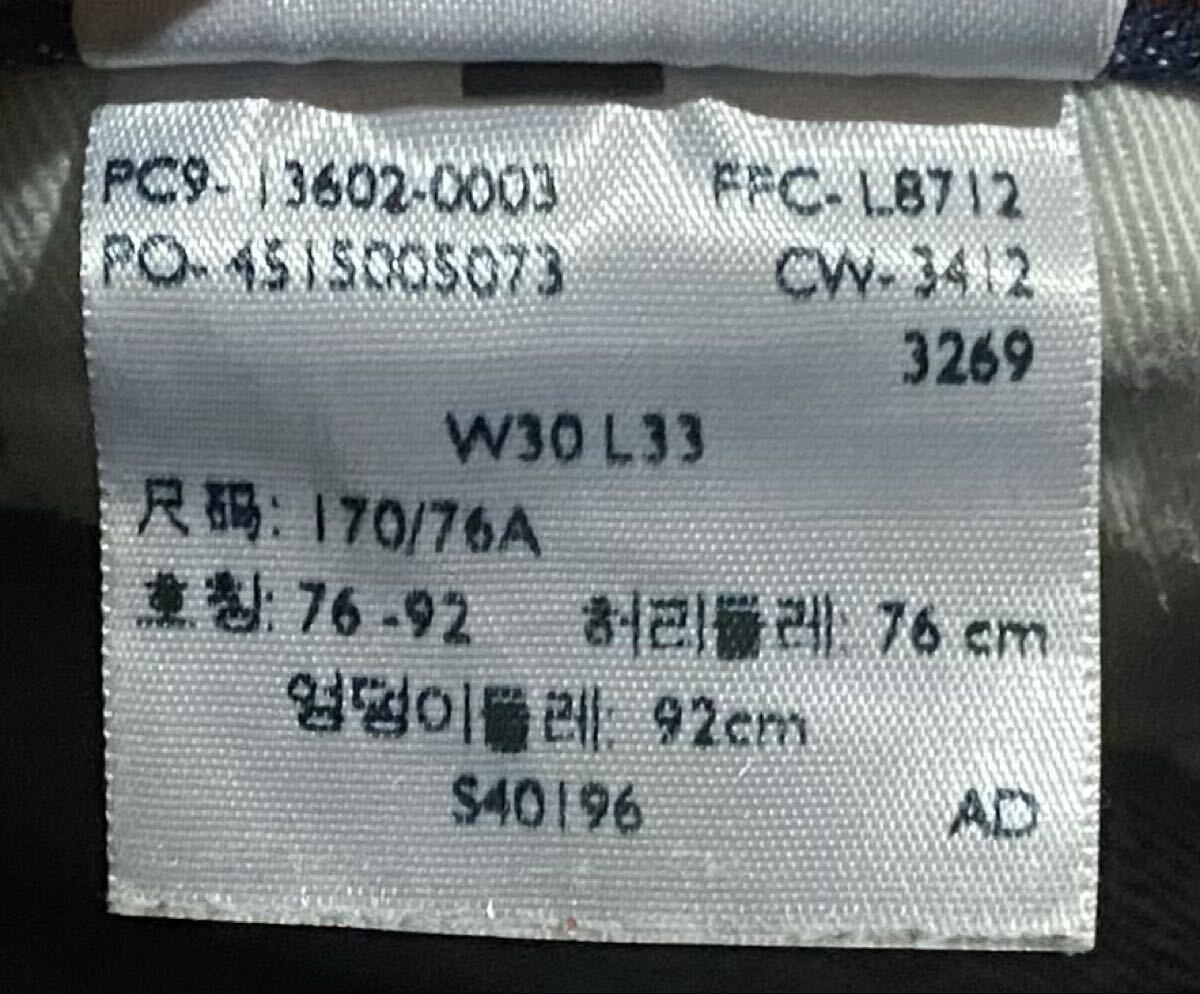 PC9-13602-0003 FFC-L8712
PO-4515005073 CW-3412
3269
W30 L33
尺码: 170/76A
호칭: 76-92 허리둘레: 76 cm
엉덩이둘레: 92cm
S40196 AD